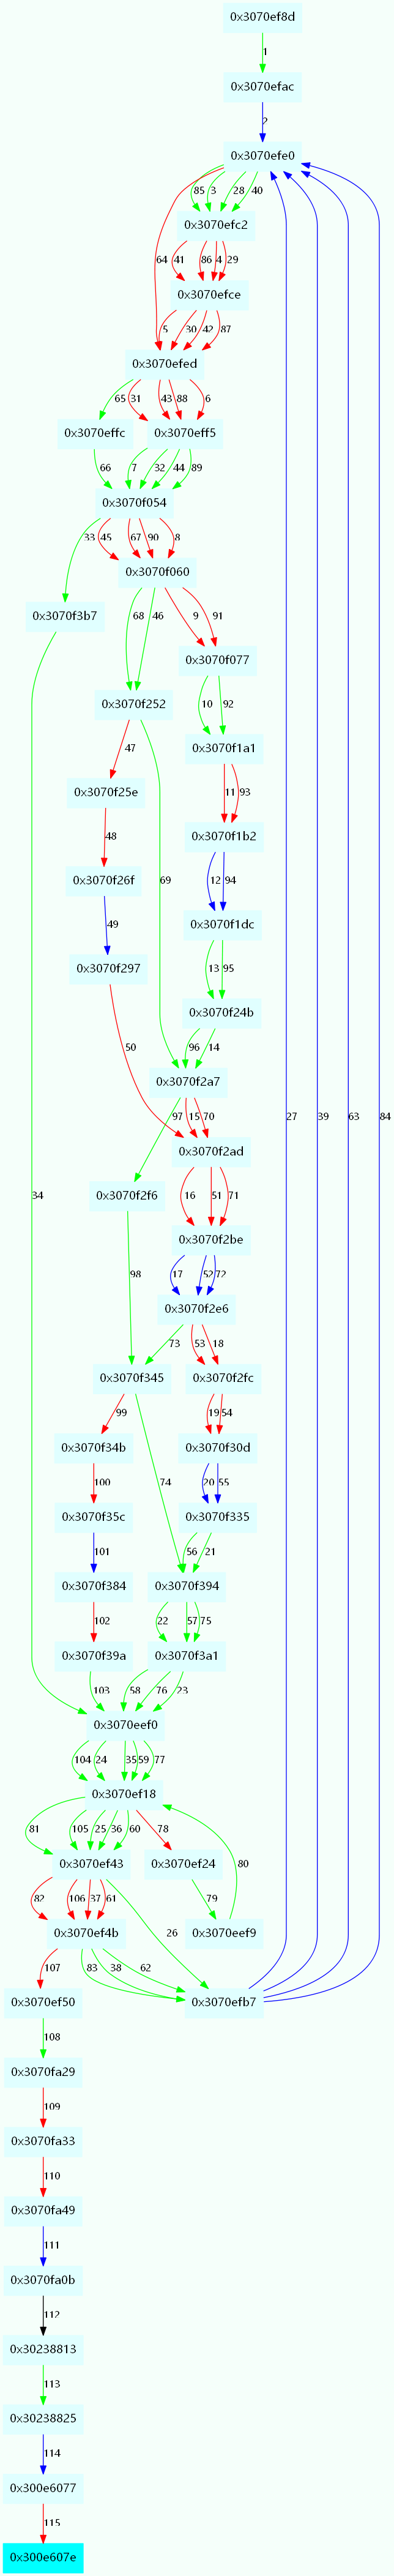 0x3070ef8d
1
0x3070efac
2
0x3070efe0
85 3 28 40
0x3070efc2
64 41 86 4 29
0x3070efce
5 30 42 87
0x3070efed
65 31 43 88 6
0x3070effc 0x3070eff5
66 7 32 44 89
0x3070f054
33 45 67 90 8
0x3070f060
0x3070f3b7
68 46 9 91
0x3070f077
0x3070f252
10 92
47 0x3070f1a1
0x3070f25e
11 93
48 0x3070f1b2
0x3070f26f
69 12 94
49 0x3070f1dc
0x3070f297
13 95
0x3070f24b
50 96 14
0x3070f2a7
97 15 70
27 39 63 84
0x3070f2ad
34 0x3070f2f6 16 51 71
0x3070f2be
98 17 52 72
0x3070f2e6
73 53 18
0x3070f345 0x3070f2fc
99 19 54
0x3070f34b 0x3070f30d
100 74 20 55
0x3070f35c 0x3070f335
101 56 21
0x3070f384 0x3070f394
102 22 57 75
0x3070f39a 0x3070f3a1
103 58 76 23
0x3070eef0
104 24 35 59 77
0x3070ef18
81 105 25 36 60 78 80
0x3070ef43 0x3070ef24
82 106 37 61 79
26
0x3070ef4b 0x3070eef9
107 83 38 62
0x3070ef50 0x3070efb7
108
0x3070fa29
109
0x3070fa33
110
0x3070fa49
111
0x3070fa0b
112
0x30238813
113
0x30238825
114
0x300e6077
115
0x300e607e